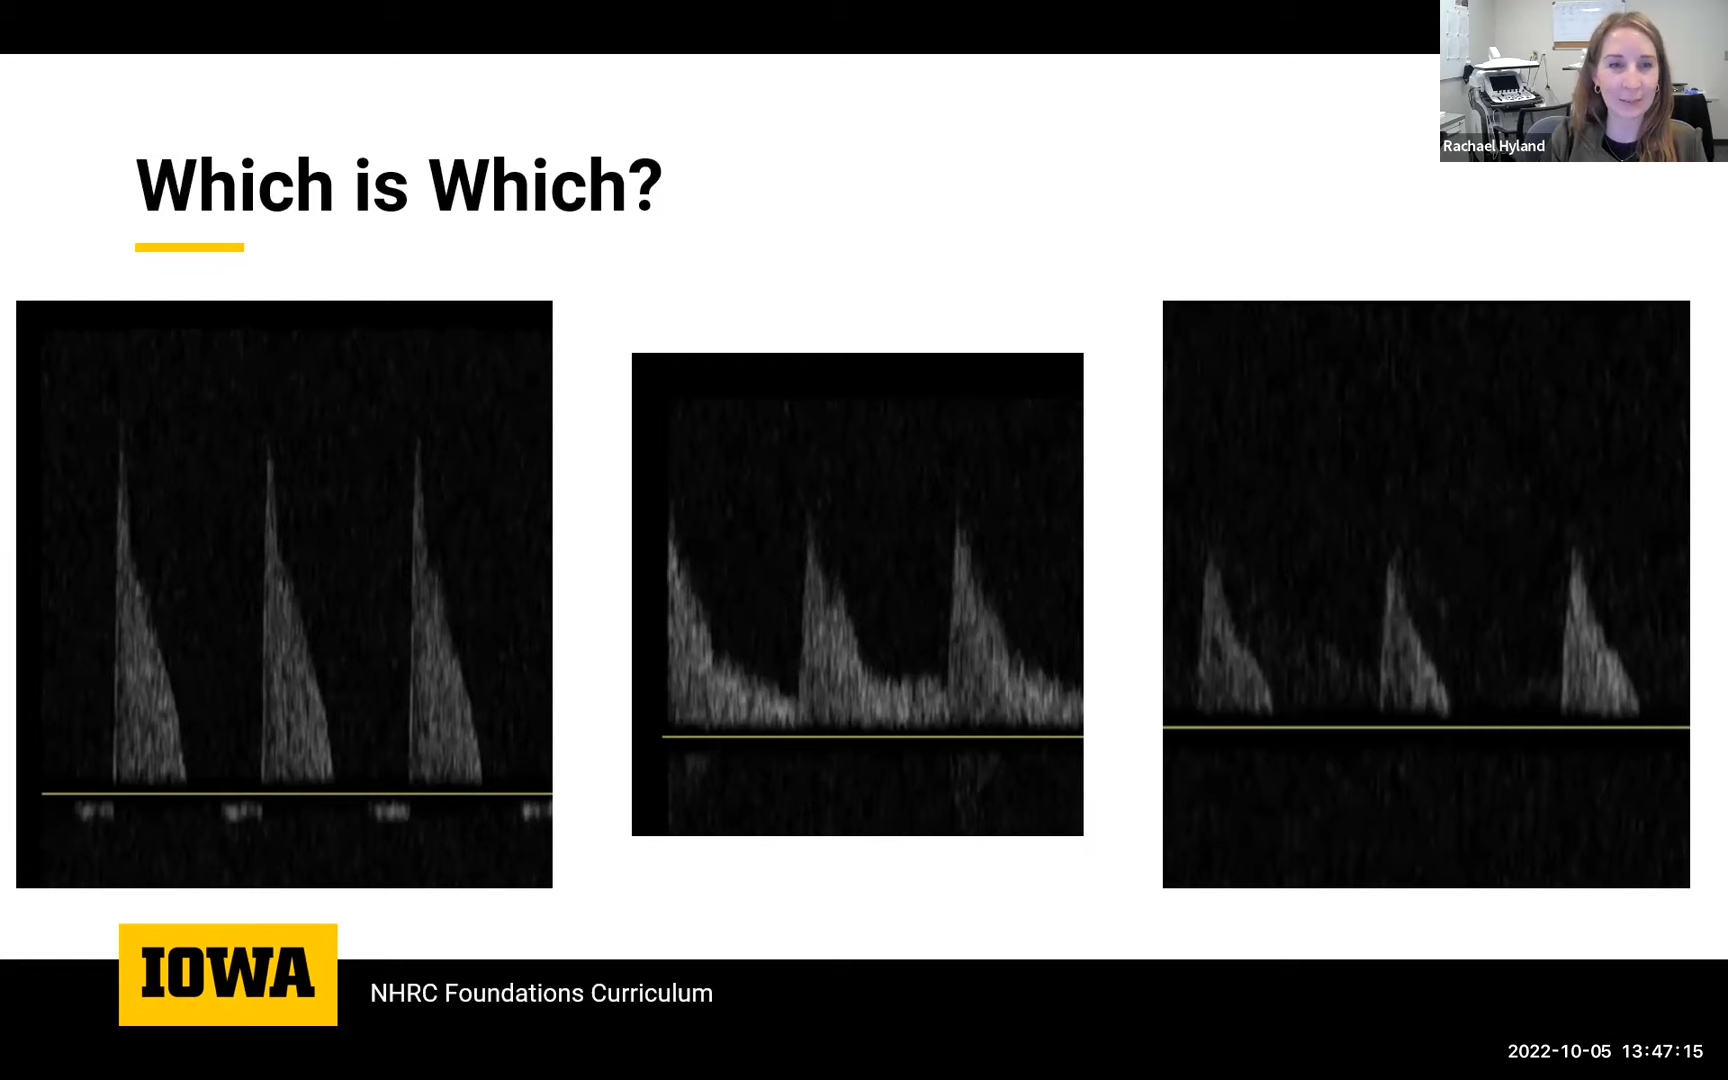 Rachael Hyland
Which is Which?
IOWA
NHRC Foundations Curriculum
2022-10-05 13:47:15